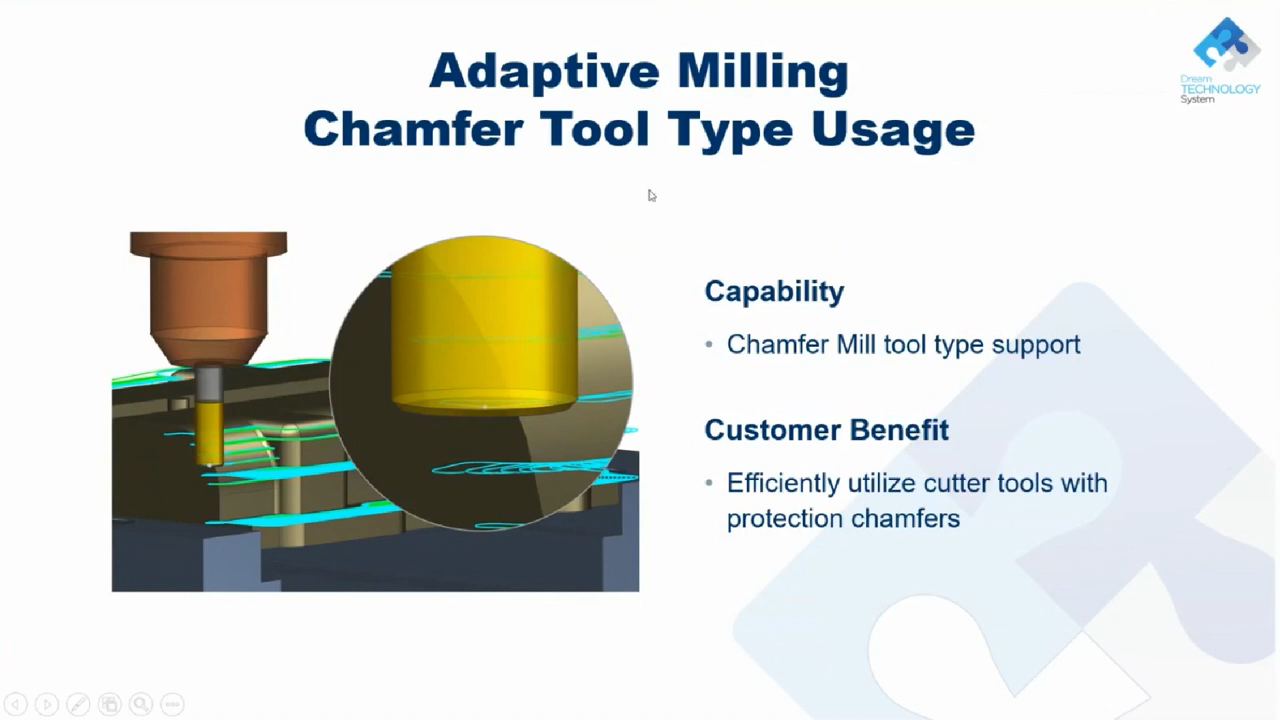 Adaptive Milling
Chamfer Tool Type Usage
Dream
TECHNOLOGY
System
Capability
• Chamfer Mill tool type support
Customer Benefit
• Efficiently utilize cutter tools with
protection chamfers